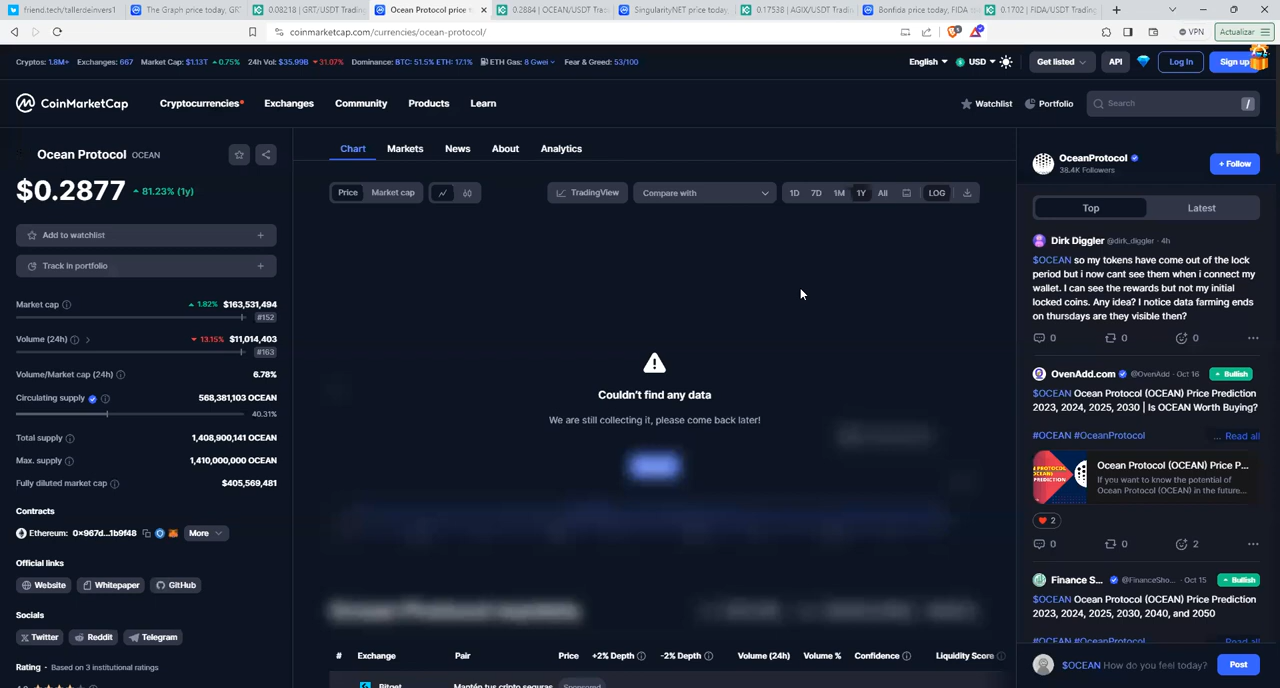 friend.tech/tallerdeinvers1
The Graph price today, GRT
0.08218 | GRT/USDT Trading
Ocean Protocol price t
0.2884 | OCEAN/USDT Trad
SingularityNET price today,
0.17538 | AGIX/USDT Tradin
Bonfida price today, FIDA
0.1702 | FIDA/USDT Trading
coinmarketcap.com/currencies/ocean-protocol/
VPN
Actualizar
Cryptos: 1.8M+ Exchanges: 667 Market Cap: $1.13T 0.75% 24h Vol: $35.99B 31.07% Dominance: BTC: 51.5% ETH: 17.1% ETH Gas: 8 Gwei Fear & Greed: 53/100
English USD Get listed API Log In Sign up
CoinMarketCap Cryptocurrencies Exchanges Community Products Learn
Watchlist Portfolio Search /
Ocean Protocol OCEAN
$0.2877 81.23% (1y)
Add to watchlist +
Track in portfolio +
Market cap 1.82% $163,531,494
#152
Volume (24h) 13.15% $11,014,403
#163
Volume/Market cap (24h) 6.78%
Circulating supply 568,381,103 OCEAN
40.31%
Total supply 1,408,900,141 OCEAN
Max. supply 1,410,000,000 OCEAN
Fully diluted market cap $405,569,481
Contracts
Ethereum: 0x967d...1b9f48 More
Official links
Website Whitepaper GitHub
Socials
Twitter Reddit Telegram
Rating · Based on 3 institutional ratings
Chart Markets News About Analytics
Price Market cap TradingView Compare with 1D 7D 1M 1Y All LOG
Couldn't find any data
We are still collecting it, please come back later!
Ocean Protocol markets
# Exchange Pair Price +2% Depth -2% Depth Volume (24h) Volume % Confidence Liquidity Score
Bitget Mantén tus cripto seguras Sponsored
OceanProtocol
38.4K Followers
+ Follow
Top Latest
Dirk Diggler @dirk_diggler · 4h
$OCEAN so my tokens have come out of the lock
period but i now cant see them when i connect my
wallet. I can see the rewards but not my initial
locked coins. Any idea? I notice data farming ends
on thursdays are they visible then?
0 0 0 ...
OvenAdd.com @OvenAdd · Oct 16 Bullish
$OCEAN Ocean Protocol (OCEAN) Price Prediction
2023, 2024, 2025, 2030 | Is OCEAN Worth Buying?
#OCEAN #OceanProtocol ... Read all
Ocean Protocol (OCEAN) Price P...
If you want to know the potential of
Ocean Protocol (OCEAN) in the future...
2
0 0 2 ...
Finance S... @FinanceSho... · Oct 15 Bullish
$OCEAN Ocean Protocol (OCEAN) Price Prediction
2023, 2024, 2025, 2030, 2040, and 2050
#OCEAN #OceanProtocol Read all
$OCEAN How do you feel today? Post